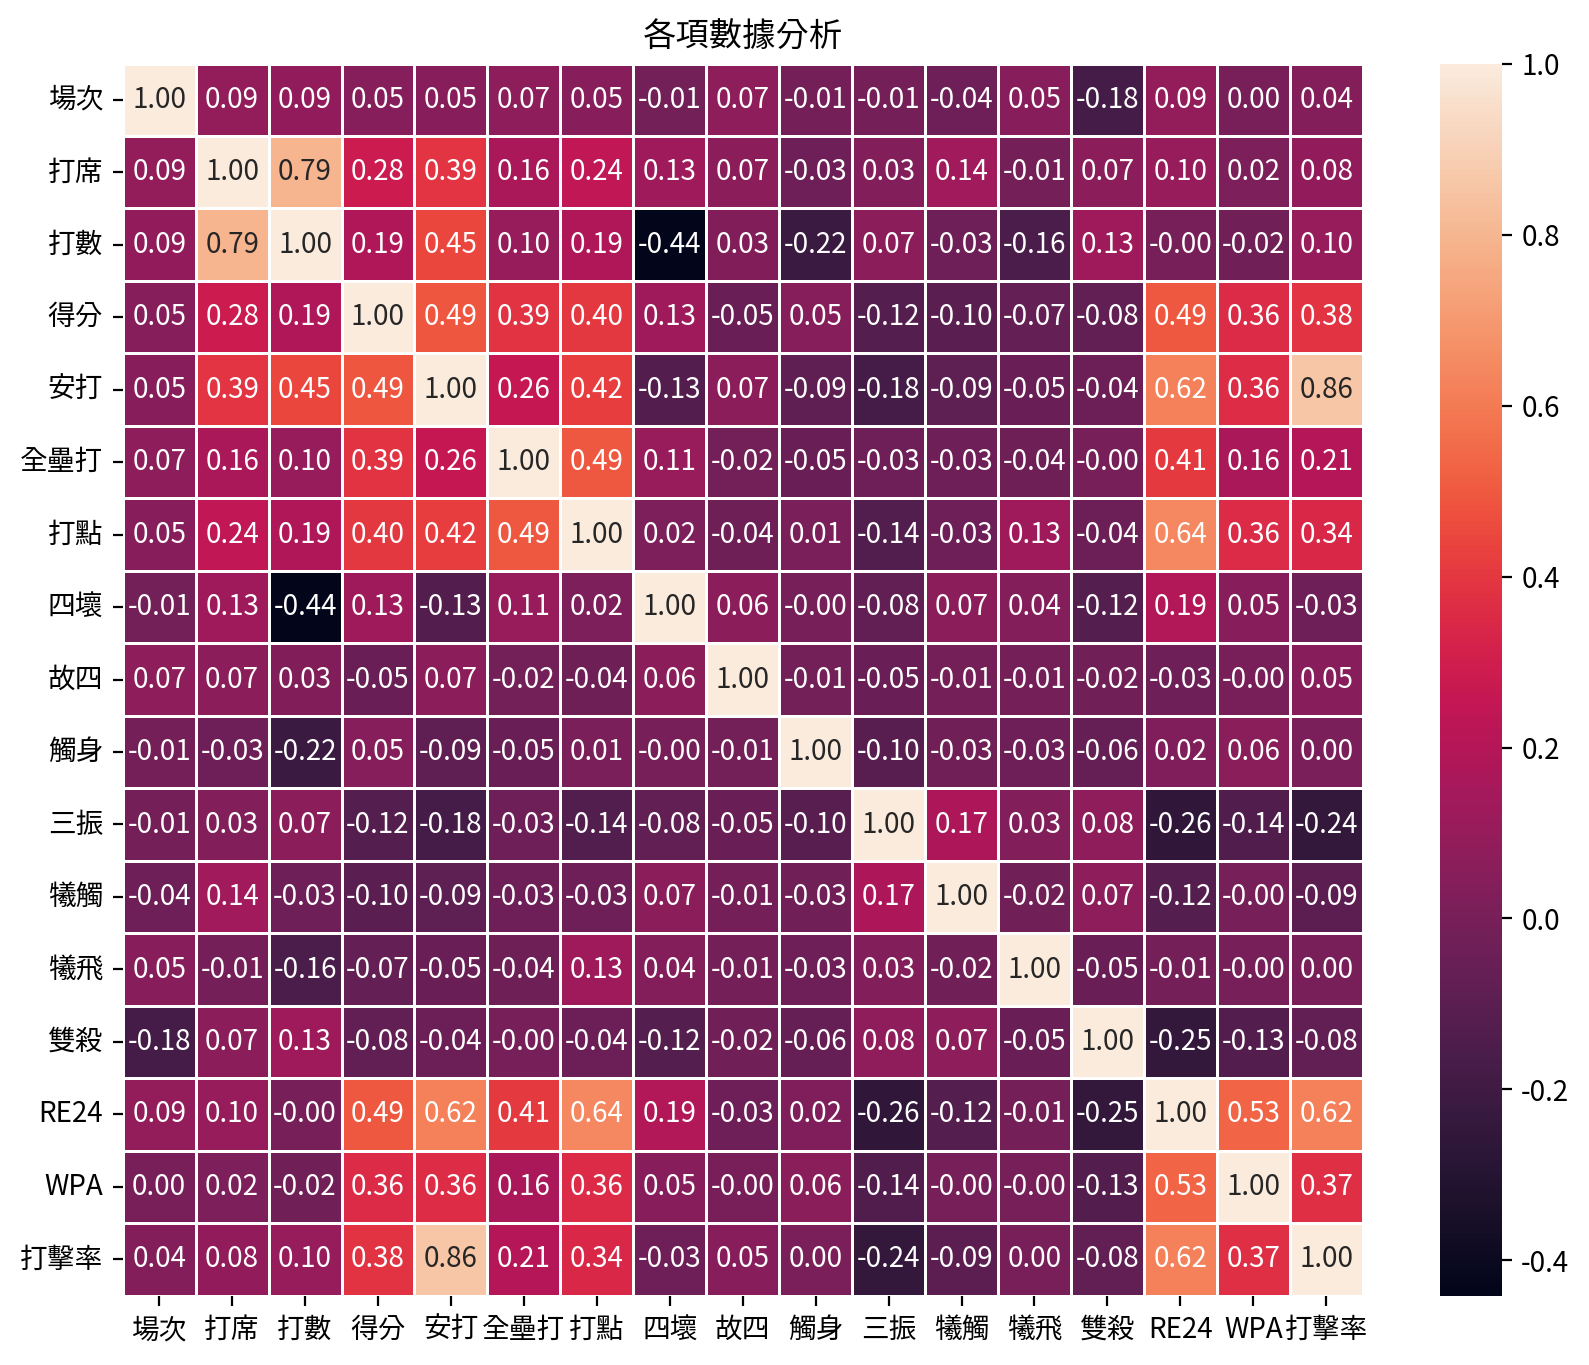 各項數據分析
場次 1.00 0.09 0.09 0.05 0.05 0.07 0.05 -0.01 0.07 -0.01 -0.01 -0.04 0.05 -0.18 0.09 0.00 0.04
打席 0.09 1.00 0.79 0.28 0.39 0.16 0.24 0.13 0.07 -0.03 0.03 0.14 -0.01 0.07 0.10 0.02 0.08
打數 0.09 0.79 1.00 0.19 0.45 0.10 0.19 -0.44 0.03 -0.22 0.07 -0.03 -0.16 0.13 -0.00 -0.02 0.10
得分 0.05 0.28 0.19 1.00 0.49 0.39 0.40 0.13 -0.05 0.05 -0.12 -0.10 -0.07 -0.08 0.49 0.36 0.38
安打 0.05 0.39 0.45 0.49 1.00 0.26 0.42 -0.13 0.07 -0.09 -0.18 -0.09 -0.05 -0.04 0.62 0.36 0.86
全壘打 0.07 0.16 0.10 0.39 0.26 1.00 0.49 0.11 -0.02 -0.05 -0.03 -0.03 -0.04 -0.00 0.41 0.16 0.21
打點 0.05 0.24 0.19 0.40 0.42 0.49 1.00 0.02 -0.04 0.01 -0.14 -0.03 0.13 -0.04 0.64 0.36 0.34
四壞 -0.01 0.13 -0.44 0.13 -0.13 0.11 0.02 1.00 0.06 -0.00 -0.08 0.07 0.04 -0.12 0.19 0.05 -0.03
故四 0.07 0.07 0.03 -0.05 0.07 -0.02 -0.04 0.06 1.00 -0.01 -0.05 -0.01 -0.01 -0.02 -0.03 -0.00 0.05
觸身 -0.01 -0.03 -0.22 0.05 -0.09 -0.05 0.01 -0.00 -0.01 1.00 -0.10 -0.03 -0.03 -0.06 0.02 0.06 0.00
三振 -0.01 0.03 0.07 -0.12 -0.18 -0.03 -0.14 -0.08 -0.05 -0.10 1.00 0.17 0.03 0.08 -0.26 -0.14 -0.24
犧觸 -0.04 0.14 -0.03 -0.10 -0.09 -0.03 -0.03 0.07 -0.01 -0.03 0.17 1.00 -0.02 0.07 -0.12 -0.00 -0.09
犧飛 0.05 -0.01 -0.16 -0.07 -0.05 -0.04 0.13 0.04 -0.01 -0.03 0.03 -0.02 1.00 -0.05 -0.01 -0.00 0.00
雙殺 -0.18 0.07 0.13 -0.08 -0.04 -0.00 -0.04 -0.12 -0.02 -0.06 0.08 0.07 -0.05 1.00 -0.25 -0.13 -0.08
RE24 0.09 0.10 -0.00 0.49 0.62 0.41 0.64 0.19 -0.03 0.02 -0.26 -0.12 -0.01 -0.25 1.00 0.53 0.62
WPA 0.00 0.02 -0.02 0.36 0.36 0.16 0.36 0.05 -0.00 0.06 -0.14 -0.00 -0.00 -0.13 0.53 1.00 0.37
打擊率 0.04 0.08 0.10 0.38 0.86 0.21 0.34 -0.03 0.05 0.00 -0.24 -0.09 0.00 -0.08 0.62 0.37 1.00
場次 打席 打數 得分 安打 全壘打 打點 四壞 故四 觸身 三振 犧觸 犧飛 雙殺 RE24 WPA 打擊率
1.0
0.8
0.6
0.4
0.2
0.0
-0.2
-0.4